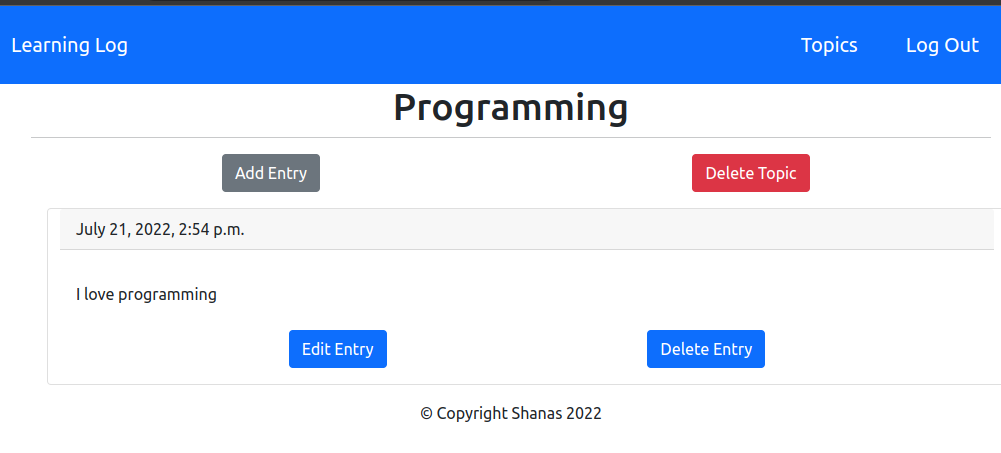 Learning Log Topics Log Out
Programming
Add Entry Delete Topic
July 21, 2022, 2:54 p.m.
I love programming
Edit Entry Delete Entry
© Copyright Shanas 2022